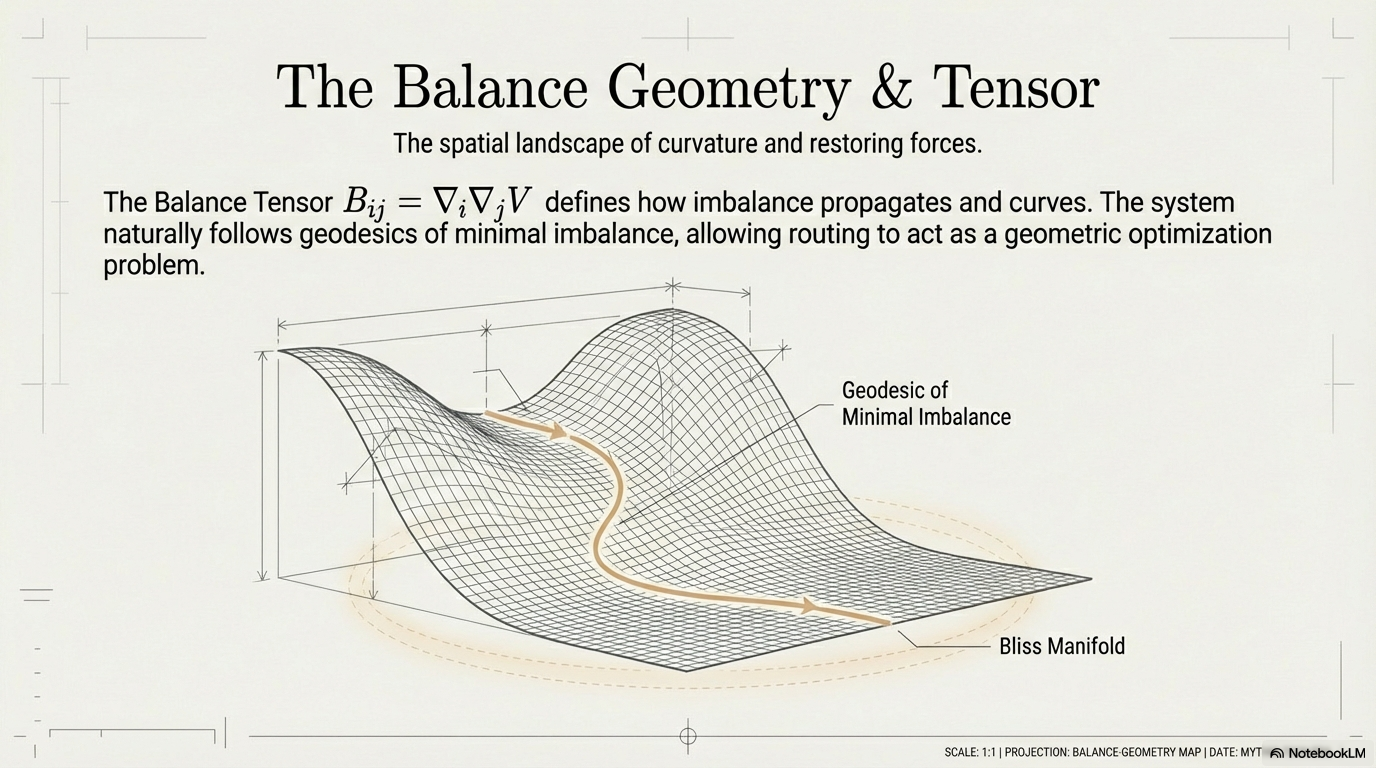 The Balance Geometry & Tensor
The spatial landscape of curvature and restoring forces.
The Balance Tensor B_{ij} = ∇_i∇_jV defines how imbalance propagates and curves. The system
naturally follows geodesics of minimal imbalance, allowing routing to act as a geometric optimization
problem.
Geodesic of
Minimal Imbalance
Bliss Manifold
SCALE: 1:1 | PROJECTION: BALANCE-GEOMETRY MAP | DATE:
NotebookLM